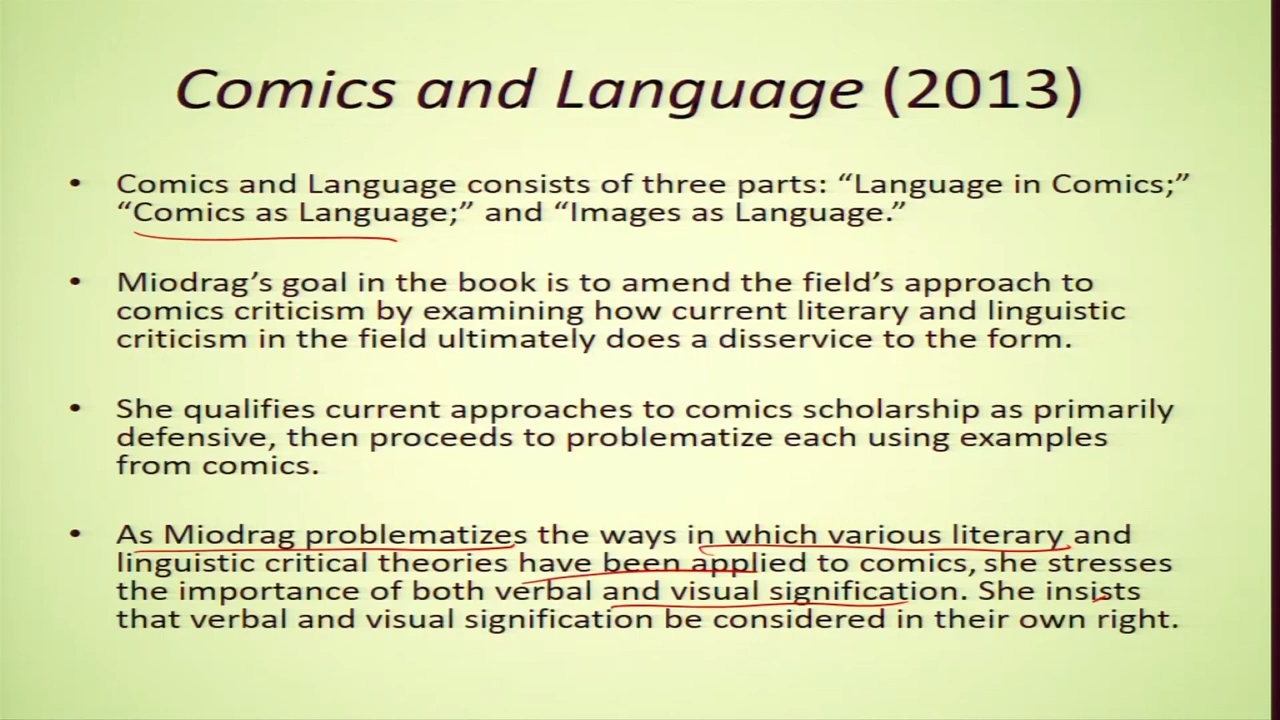 Comics and Language (2013)
• Comics and Language consists of three parts: “Language in Comics;”
“Comics as Language;” and “Images as Language.”
• Miodrag’s goal in the book is to amend the field’s approach to
comics criticism by examining how current literary and linguistic
criticism in the field ultimately does a disservice to the form.
• She qualifies current approaches to comics scholarship as primarily
defensive, then proceeds to problematize each using examples
from comics.
• As Miodrag problematizes the ways in which various literary and
linguistic critical theories have been applied to comics, she stresses
the importance of both verbal and visual signification. She insists
that verbal and visual signification be considered in their own right.